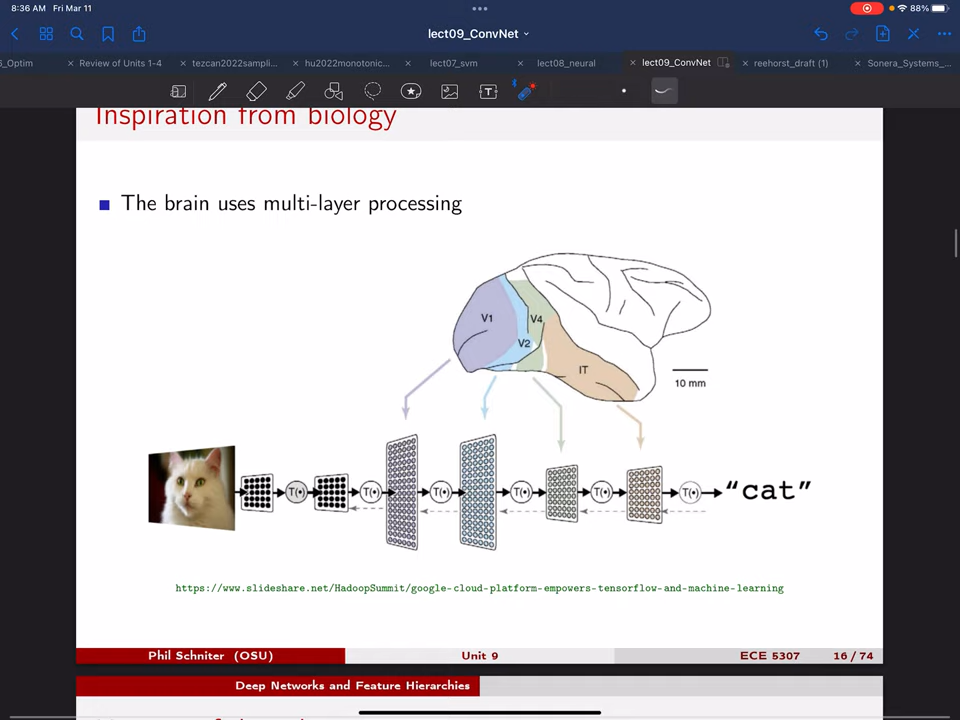 8:36 AM Fri Mar 11
88%
lect09_ConvNet
5_Optim
Review of Units 1-4
tezcan2022sampli...
hu2022monotonic...
lect07_svm
lect08_neural
lect09_ConvNet
reehorst_draft (1)
Sonera_Systems_...
Inspiration from biology
The brain uses multi-layer processing
V1
V4
V2
IT
10 mm
T(•) T(•) T(•) T(•) T(•) T(•) "cat"
https://www.slideshare.net/HadoopSummit/google-cloud-platform-empowers-tensorflow-and-machine-learning
Phil Schniter (OSU) Unit 9 ECE 5307 16 / 74
Deep Networks and Feature Hierarchies